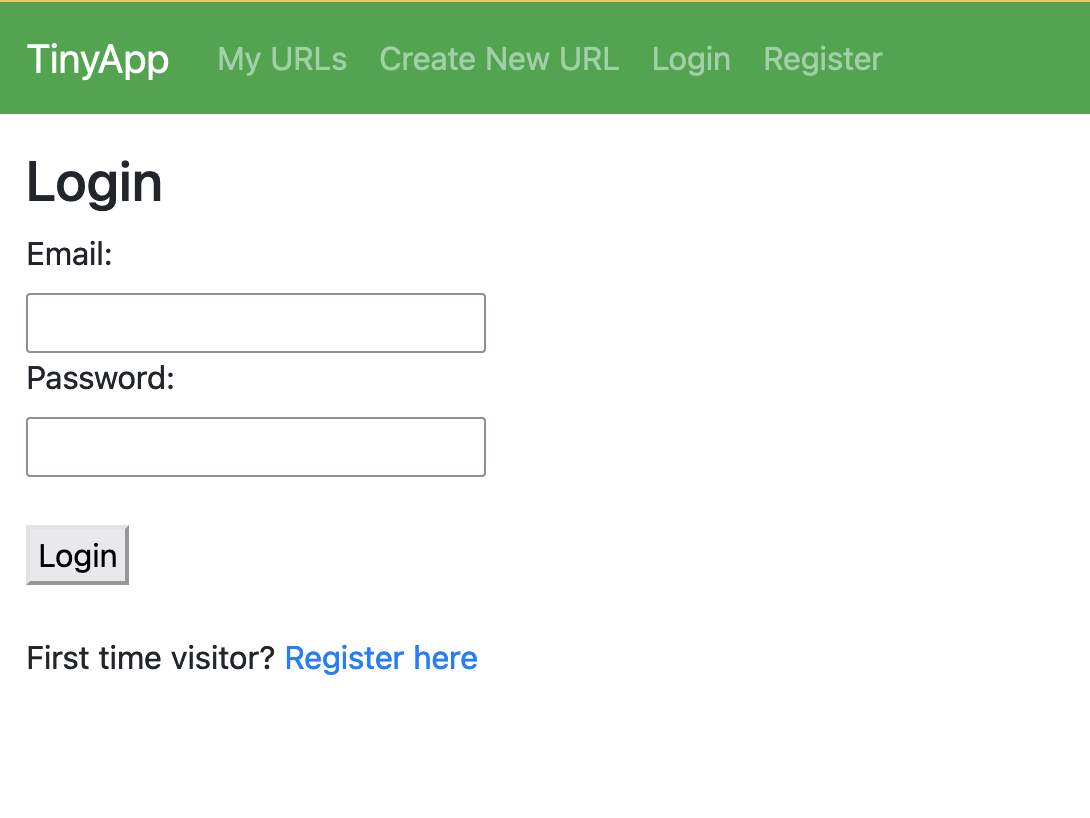 TinyApp My URLs Create New URL Login Register
Login
Email:
Password:
Login
First time visitor? Register here